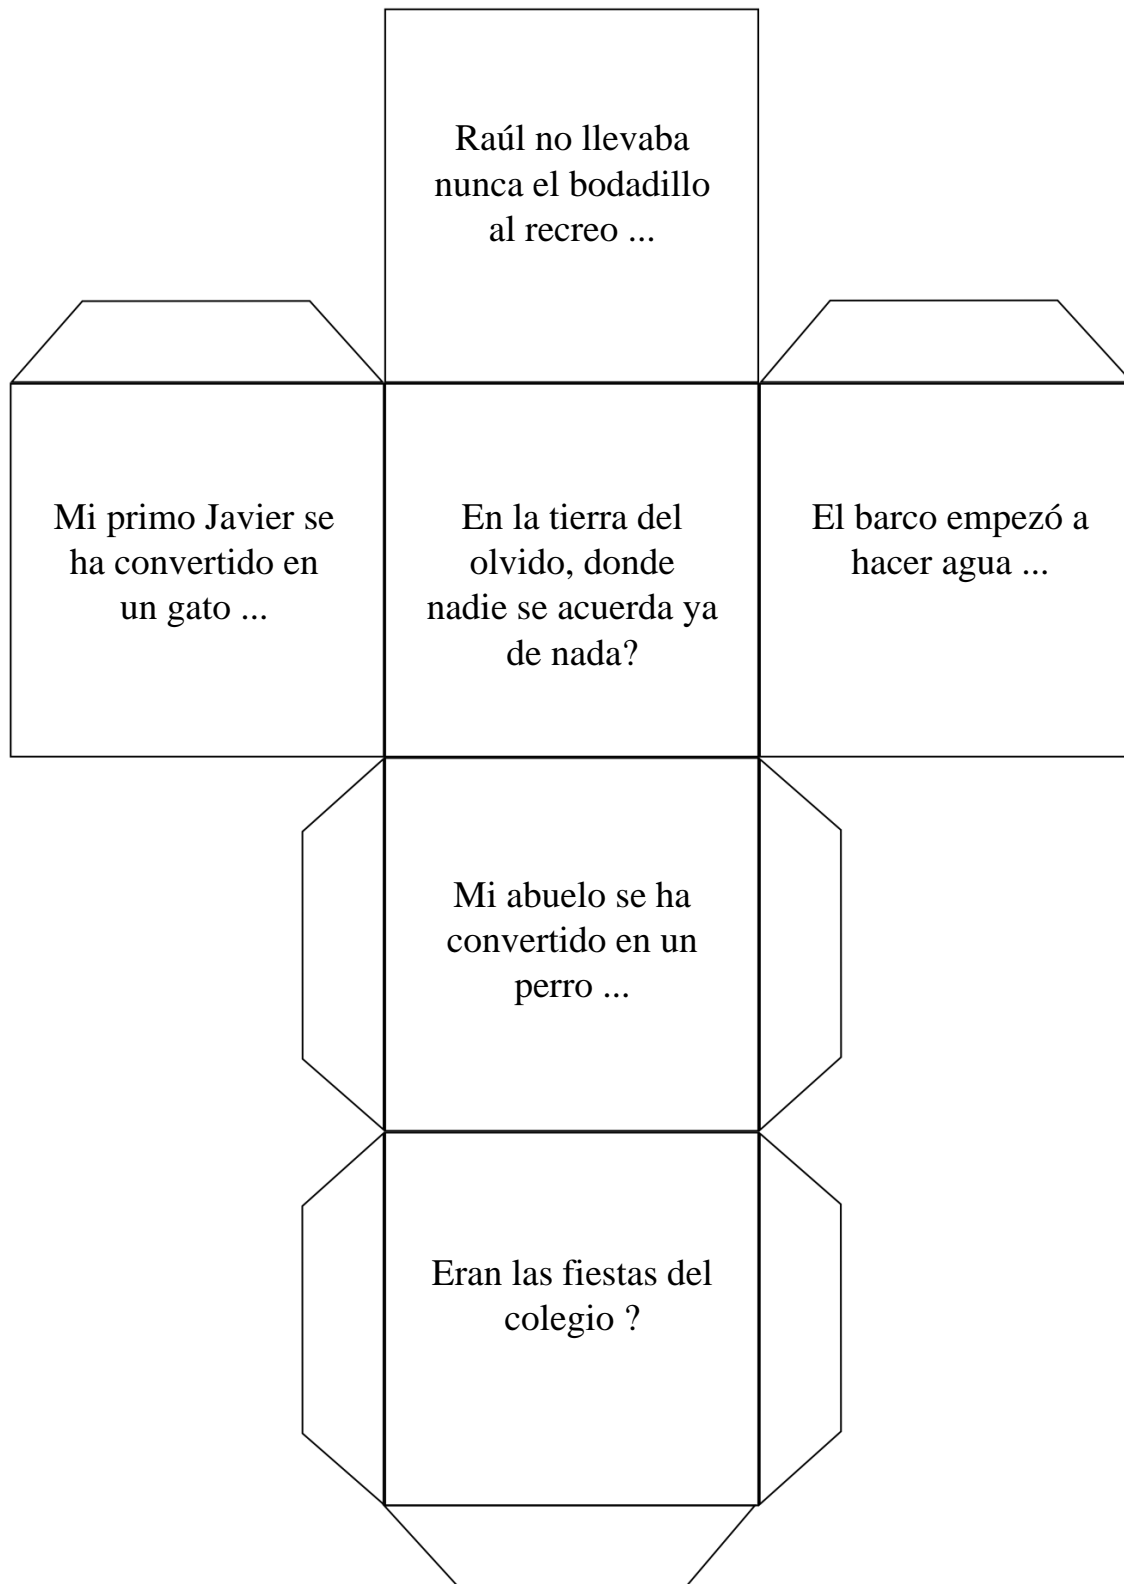 Raúl no llevaba
nunca el bodadillo
al recreo ...
Mi primo Javier se
ha convertido en
un gato ...
En la tierra del
olvido, donde
nadie se acuerda ya
de nada?
El barco empezó a
hacer agua ...
Mi abuelo se ha
convertido en un
perro ...
Eran las fiestas del
colegio ?